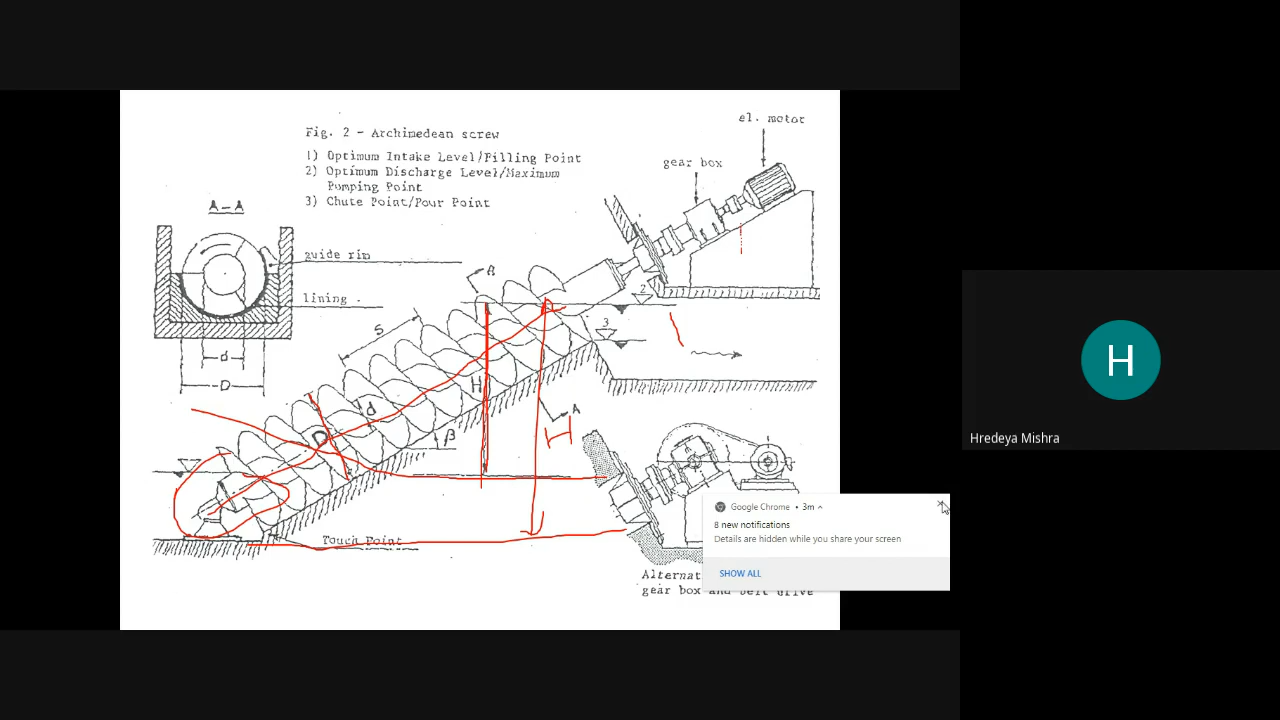 Fig. 2 - Archimedean screw
1) Optimum Intake Level/Filling Point
2) Optimum Discharge Level/Maximum
Pumping Point
3) Chute Point/Pour Point
el. motor
gear box
A-A
guide rim
lining
d
D
A
S
2
3
H
d
D
β
A
H
Touch Point
Google Chrome • 3m
8 new notifications
Details are hidden while you share your screen
SHOW ALL
gear box and belt drive
Hredeya Mishra
H